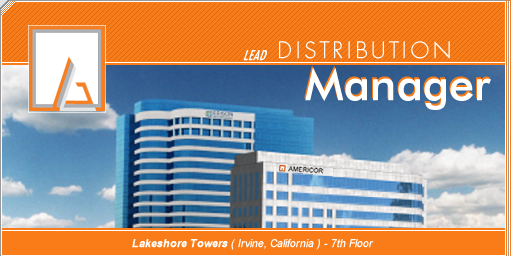 LEAD DISTRIBUTION
Manager
AMERICOR
Lakeshore Towers ( Irvine, California ) - 7th Floor